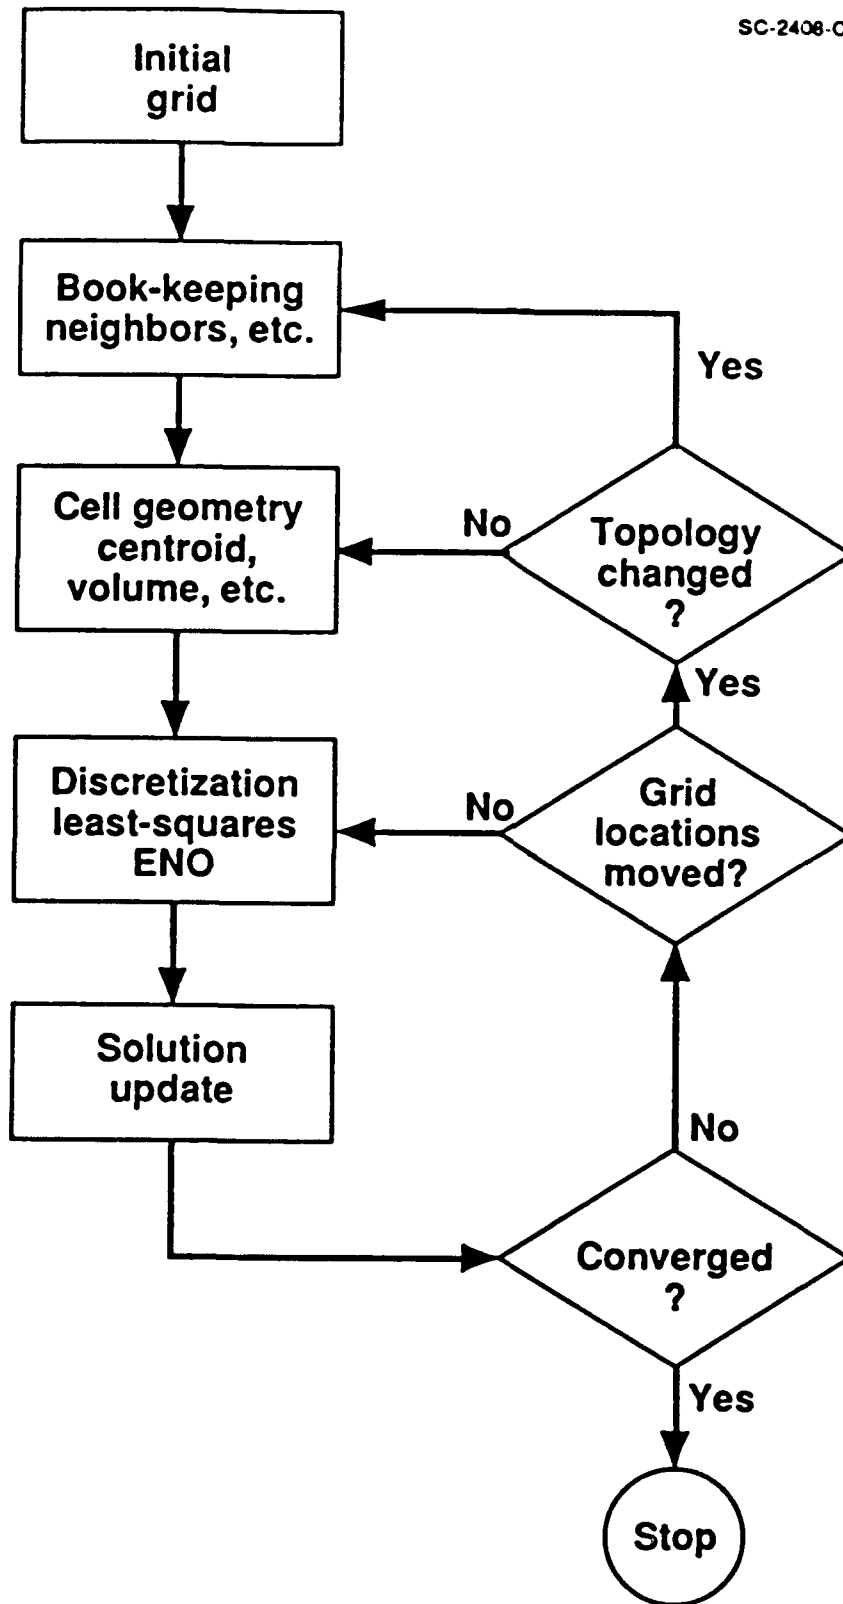 SC-2408-C
Initial
grid
Book-keeping
neighbors, etc.
Yes
Cell geometry
centroid,
volume, etc.
No
Topology
changed
?
Yes
Discretization
least-squares
ENO
No
Grid
locations
moved?
Solution
update
No
Converged
?
Yes
Stop